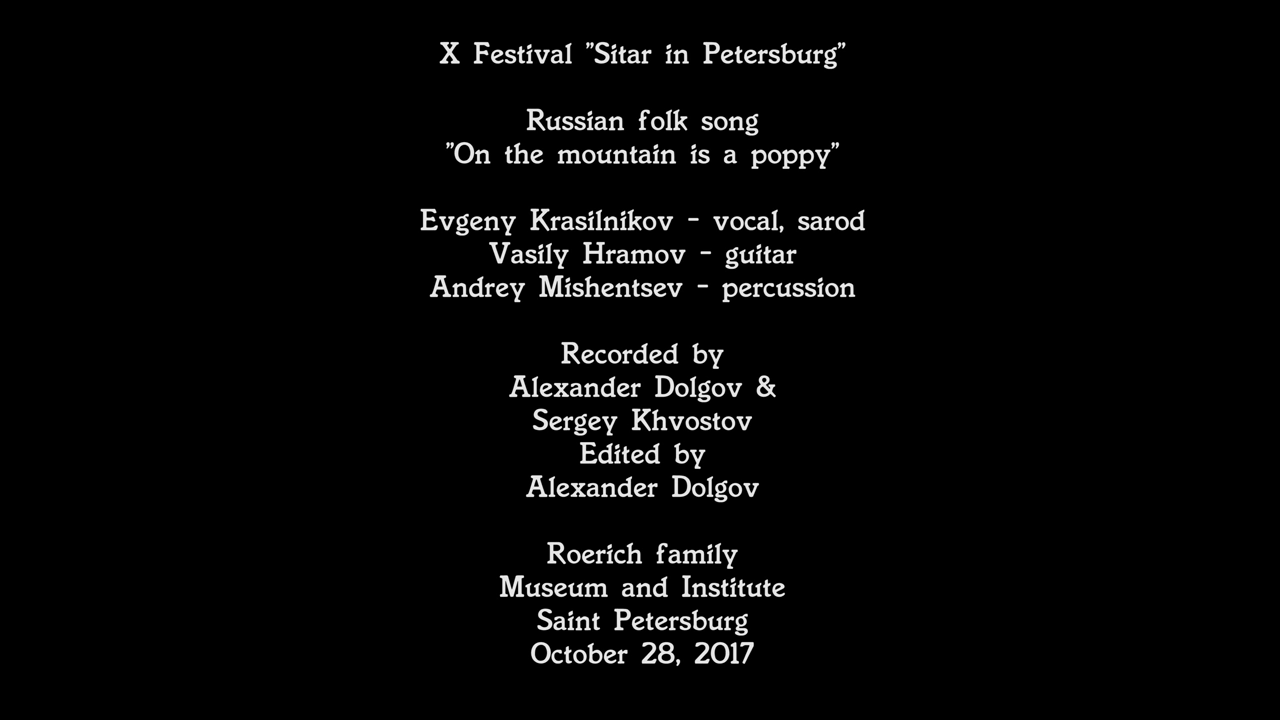 X Festival "Sitar in Petersburg"
Russian folk song
"On the mountain is a poppy"
Evgeny Krasilnikov - vocal, sarod
Vasily Hramov - guitar
Andrey Mishentsev - percussion
Recorded by
Alexander Dolgov &
Sergey Khvostov
Edited by
Alexander Dolgov
Roerich family
Museum and Institute
Saint Petersburg
October 28, 2017